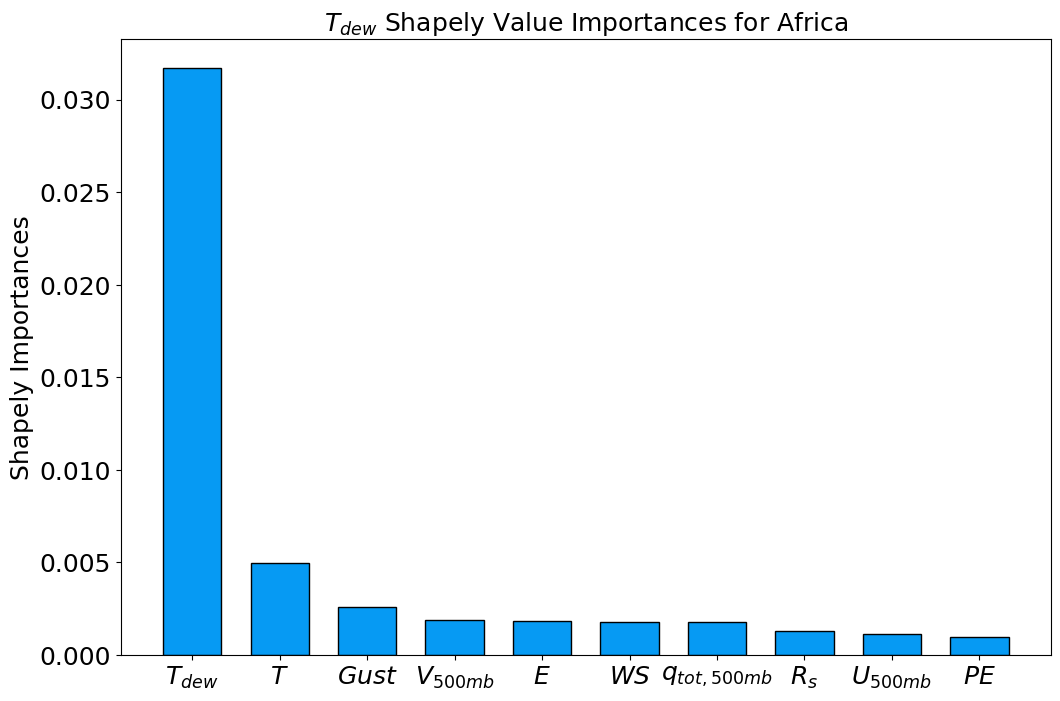 T_dew Shapely Value Importances for Africa
Shapely Importances
0.030
0.025
0.020
0.015
0.010
0.005
0.000
T_dew T Gust V_500mb E WS q_tot,500mb R_s U_500mb PE